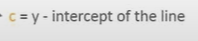 c = y - intercept of the line